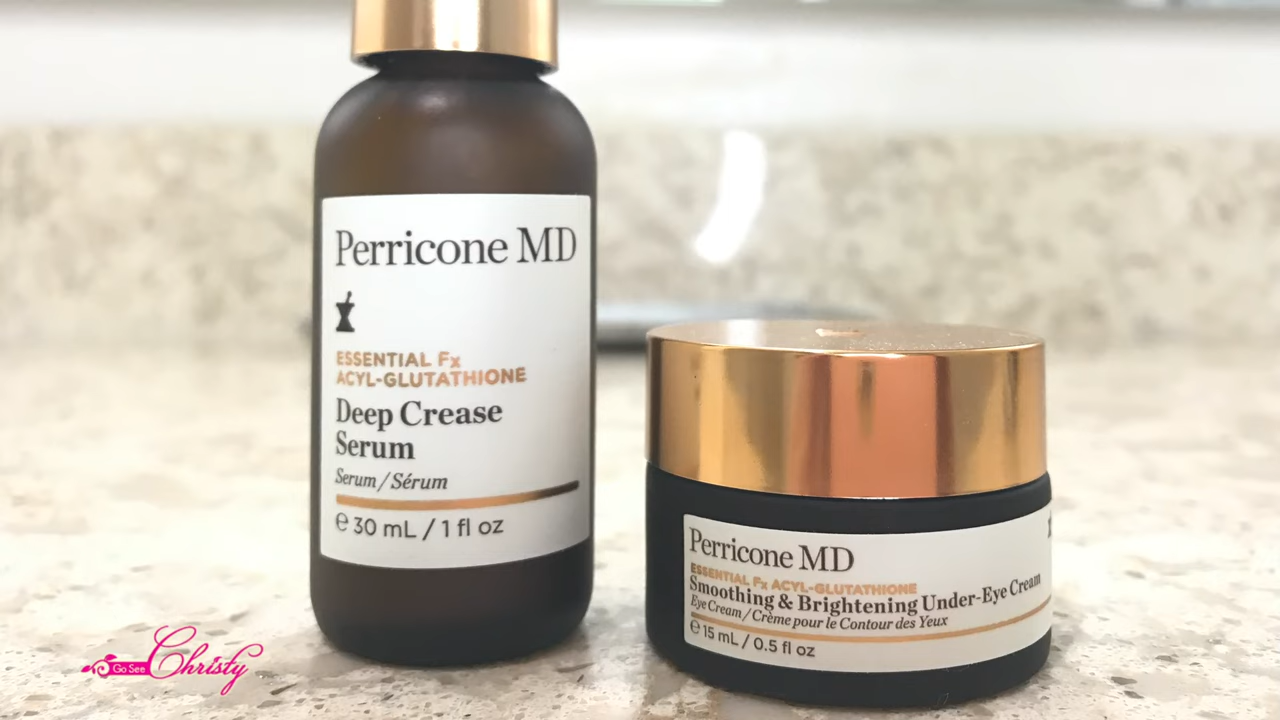 Perricone MD
ESSENTIAL Fx
ACYL-GLUTATHIONE
Deep Crease
Serum
Serum / Sérum
℮ 30 mL / 1 fl oz
Perricone MD
ESSENTIAL Fx ACYL-GLUTATHIONE
Smoothing & Brightening Under-Eye Cream
Eye Cream / Crème pour le Contour des Yeux
℮ 15 mL / 0.5 fl oz
Go See Christy